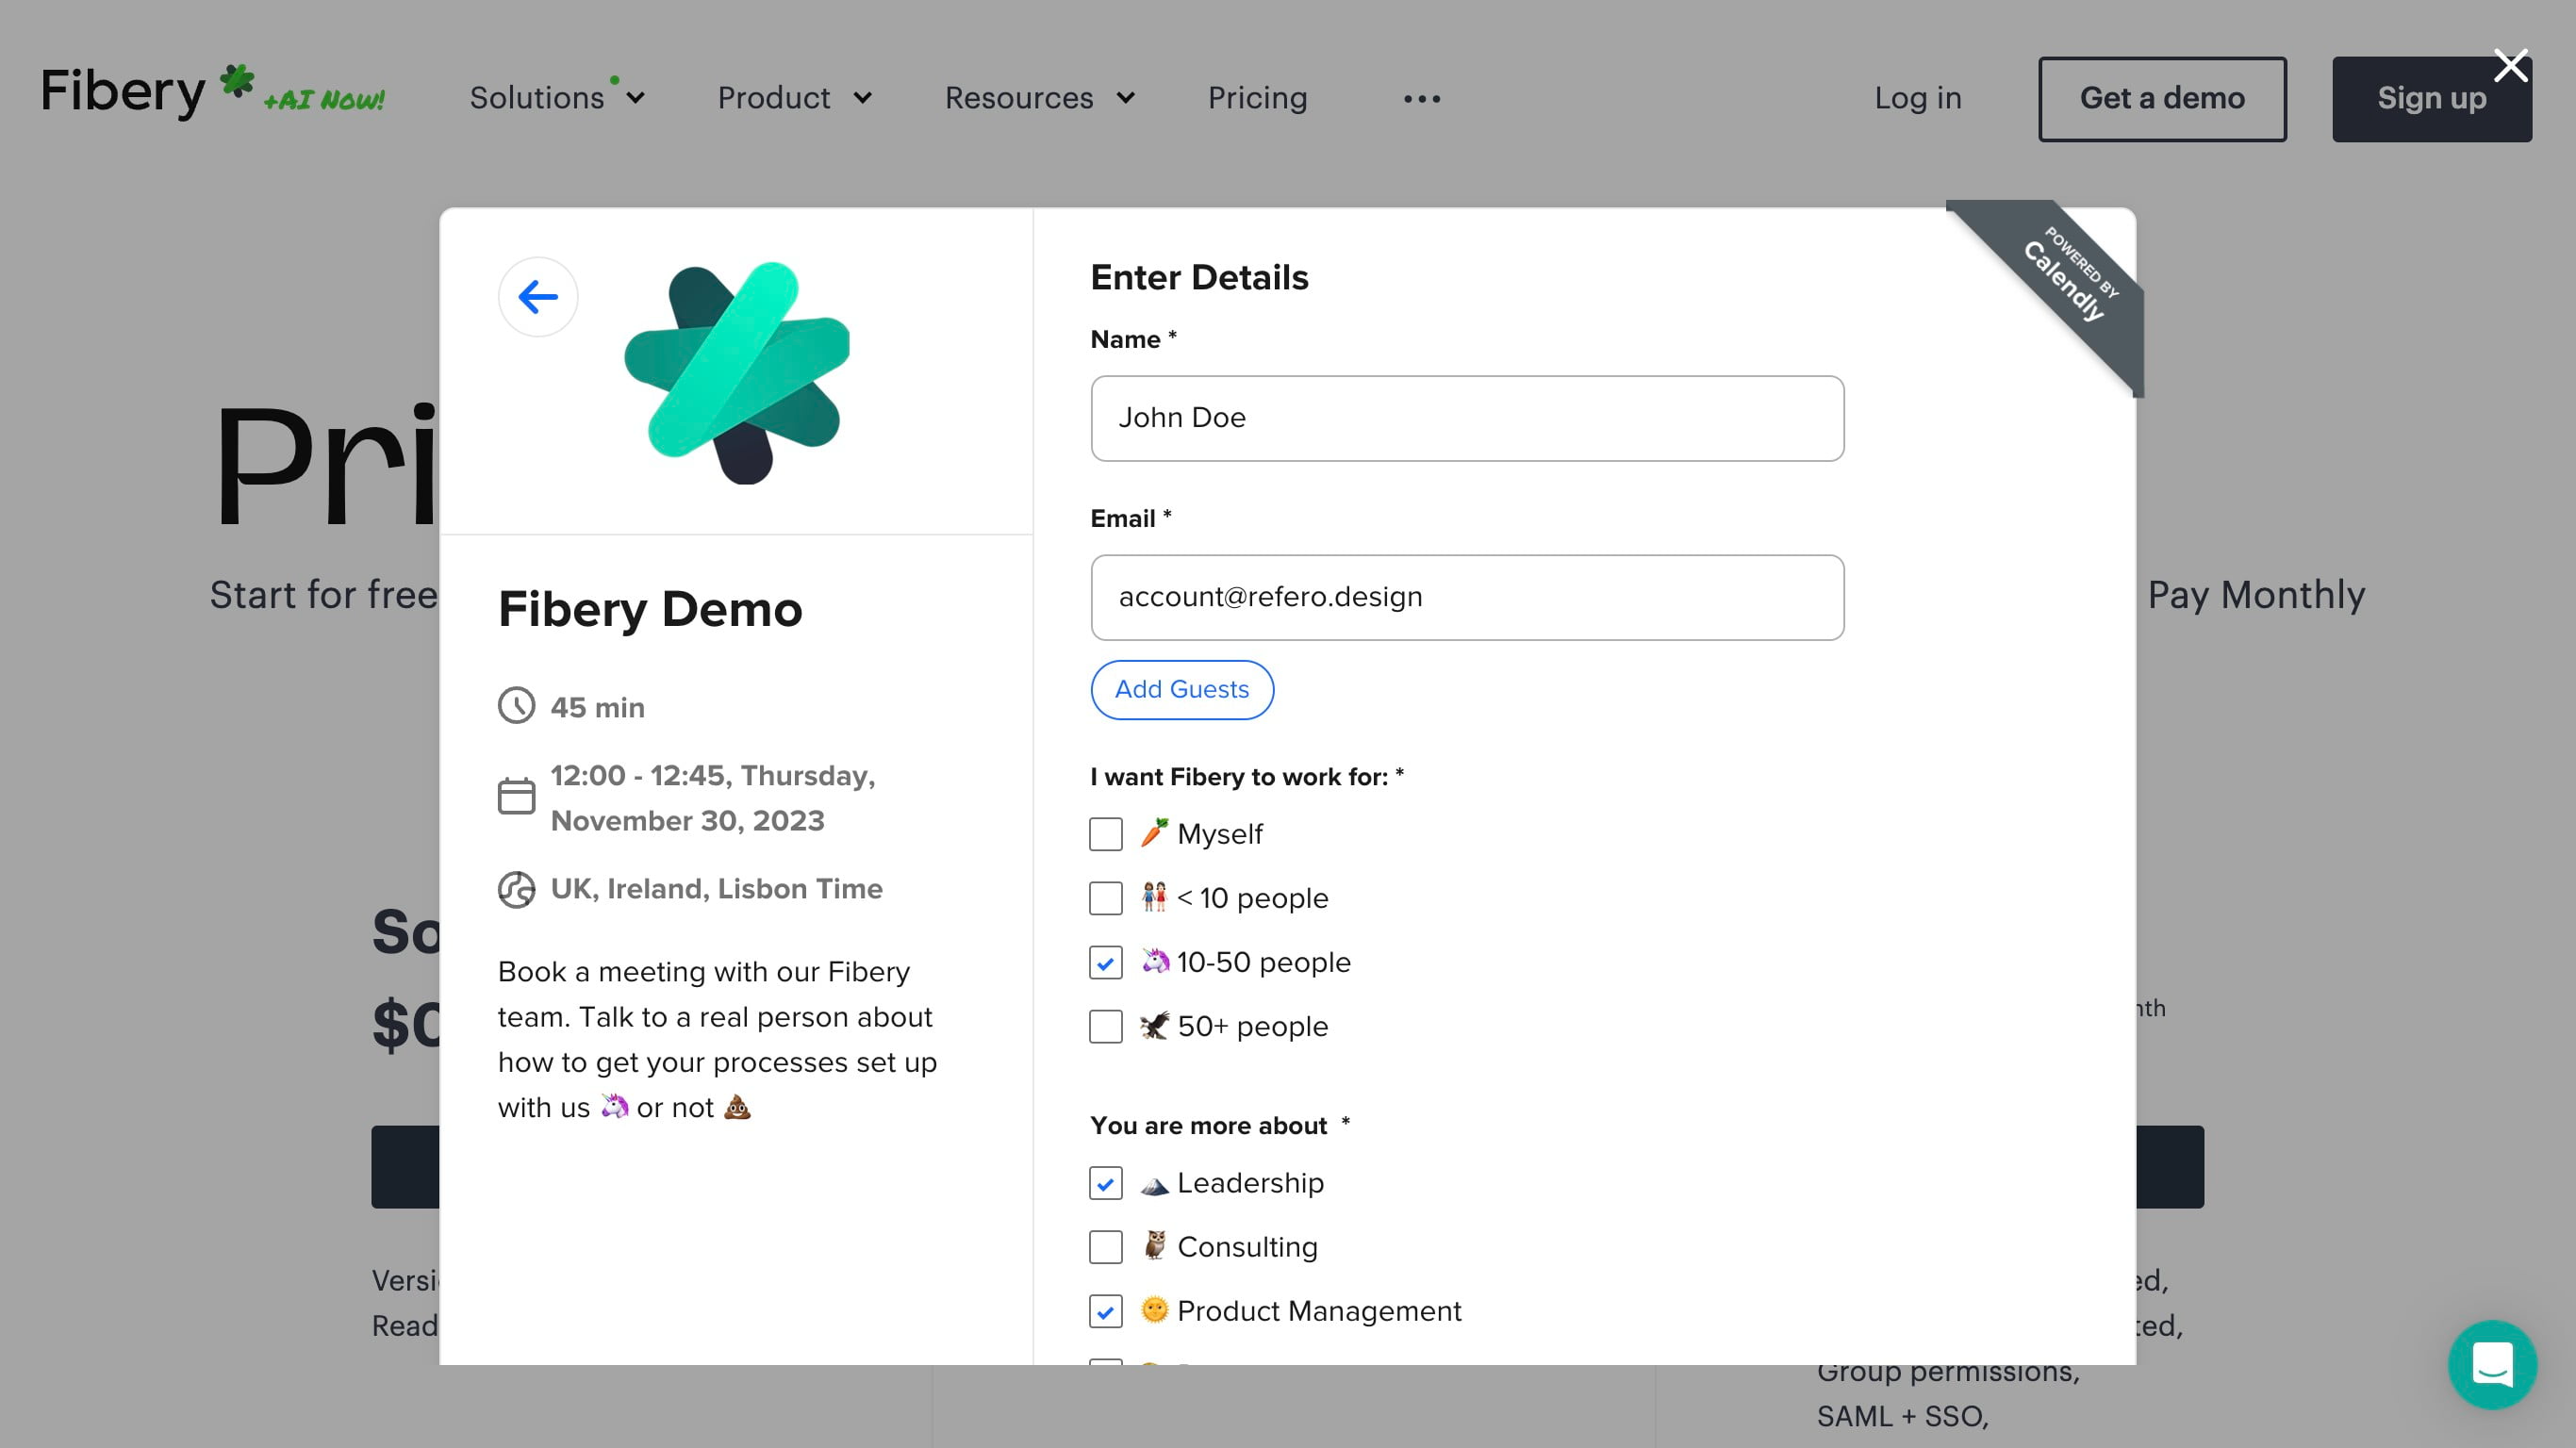 Fibery +AI Now!
Solutions
Product
Resources
Pricing
Log in
Get a demo
Sign up
Pri
Start for free
Pay Monthly
So
$0
Versi
Read
nth
ed,
ted,
Group permissions,
SAML + SSO,
Fibery Demo
45 min
12:00 - 12:45, Thursday,
November 30, 2023
UK, Ireland, Lisbon Time
Book a meeting with our Fibery
team. Talk to a real person about
how to get your processes set up
with us 🦄 or not 💩
POWERED BY
Calendly
Enter Details
Name *
John Doe
Email *
account@refero.design
Add Guests
I want Fibery to work for: *
🥕 Myself
👭 < 10 people
🦄 10-50 people
🦅 50+ people
You are more about *
🗻 Leadership
🦉 Consulting
🌞 Product Management